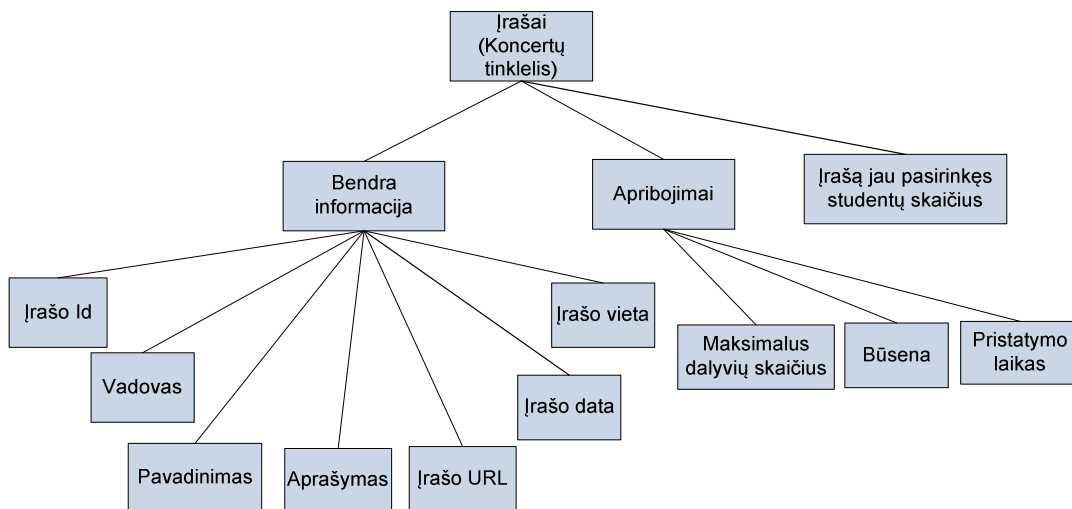 Įrašai
(Koncertų
tinklelis)
Bendra
informacija
Apribojimai
Įrašą jau pasirinkęs
studentų skaičius
Įrašo Id
Vadovas
Pavadinimas
Aprašymas
Įrašo URL
Įrašo data
Įrašo vieta
Maksimalus
dalyvių skaičius
Būsena
Pristatymo
laikas